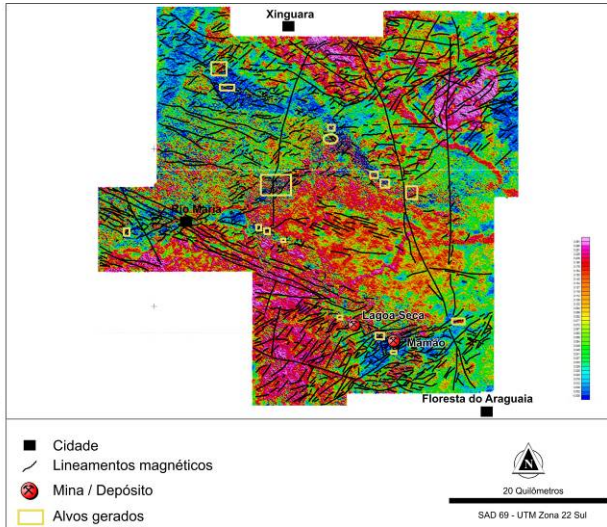 Xinguara
Rio Maria
Lagoa Seca
Mamão
Floresta do Araguaia
Cidade
Lineamentos magnéticos
Mina / Depósito
Alvos gerados
N
20 Quilômetros
SAD 69 - UTM Zona 22 Sul